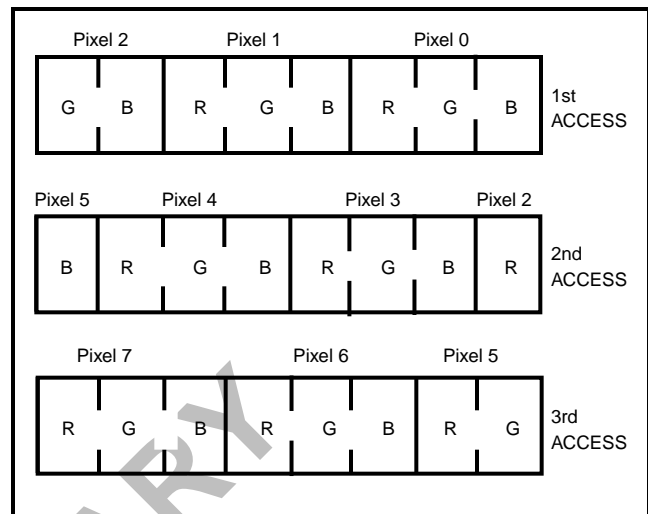 Pixel 2 Pixel 1 Pixel 0
G B R G B R G B
1st
ACCESS
Pixel 5 Pixel 4 Pixel 3 Pixel 2
B R G B R G B R
2nd
ACCESS
Pixel 7 Pixel 6 Pixel 5
R G B R G B R G
3rd
ACCESS
ARY